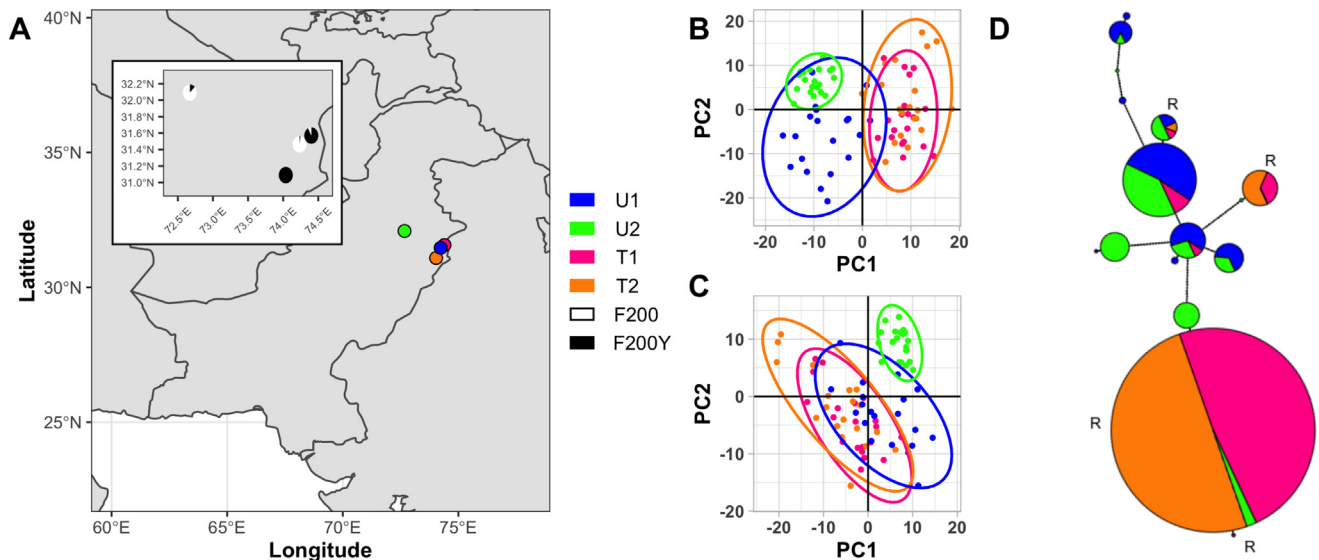 A
40°N
35°N
30°N
25°N
Latitude
60°E
65°E
70°E
75°E
Longitude
32.2°N
32.0°N
31.8°N
31.6°N
31.4°N
31.2°N
31.0°N
72.5°E
73.0°E
73.5°E
74.0°E
74.5°E
U1
U2
T1
T2
F200
F200Y
B
20
10
0
-10
-20
PC2
-20
-10
0
10
20
PC1
C
10
0
-10
-20
PC2
-20
-10
0
10
20
PC1
D
R
R
R
R